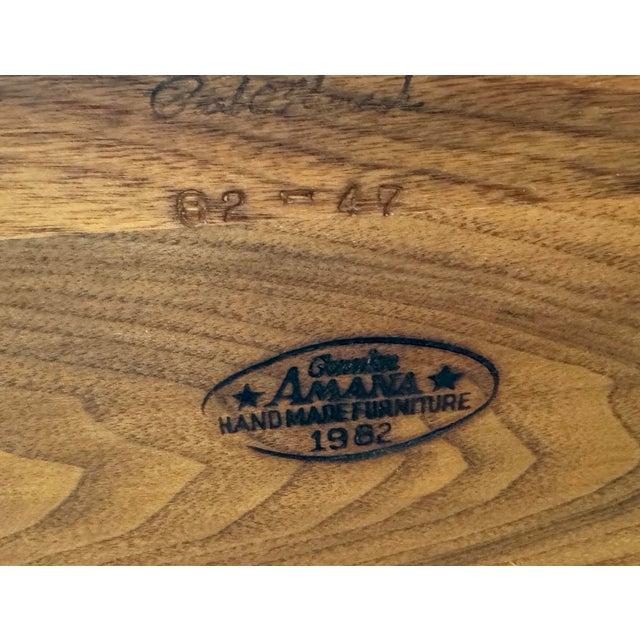 82-47
Genuine
AMANA
HAND MADE FURNITURE
1982